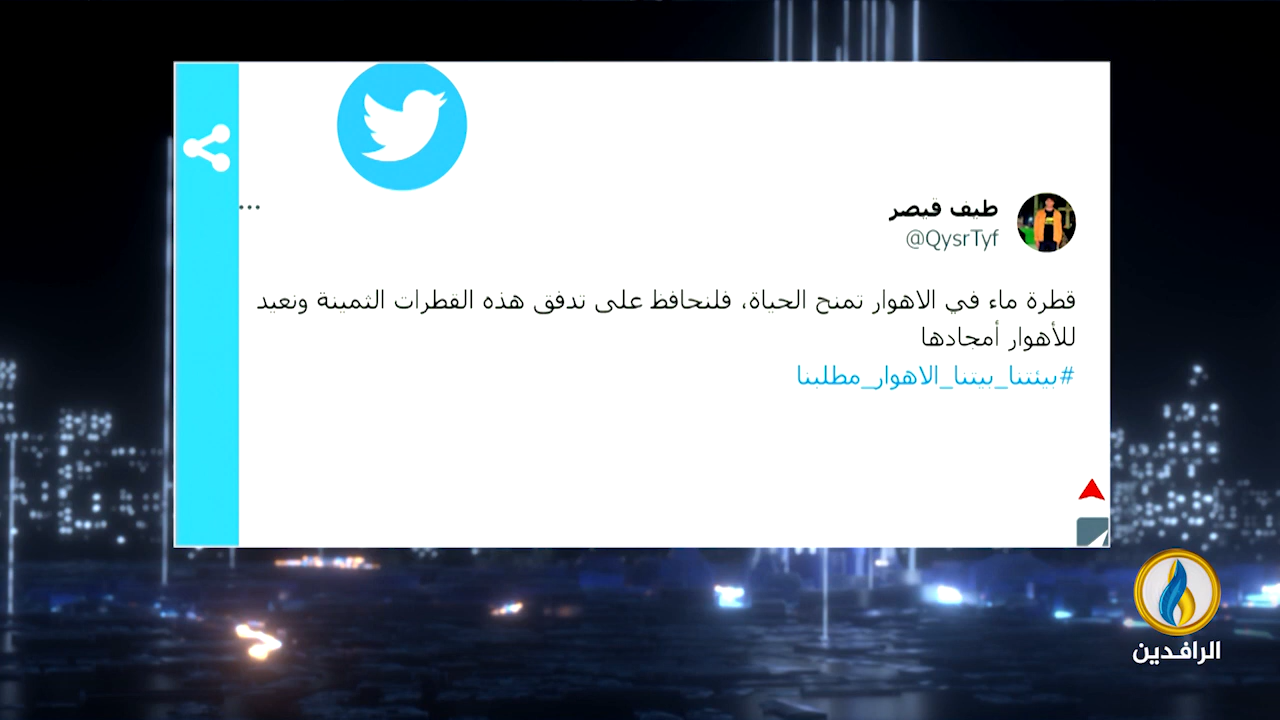 طيف قيصر
@QysrTyf
قطرة ماء في الاهوار تمنح الحياة، فلنحافظ على تدفق هذه القطرات الثمينة ونعيد
للأهوار أمجادها
#بيئتنا_بيتنا_الاهوار_مطلبنا
الرافدين